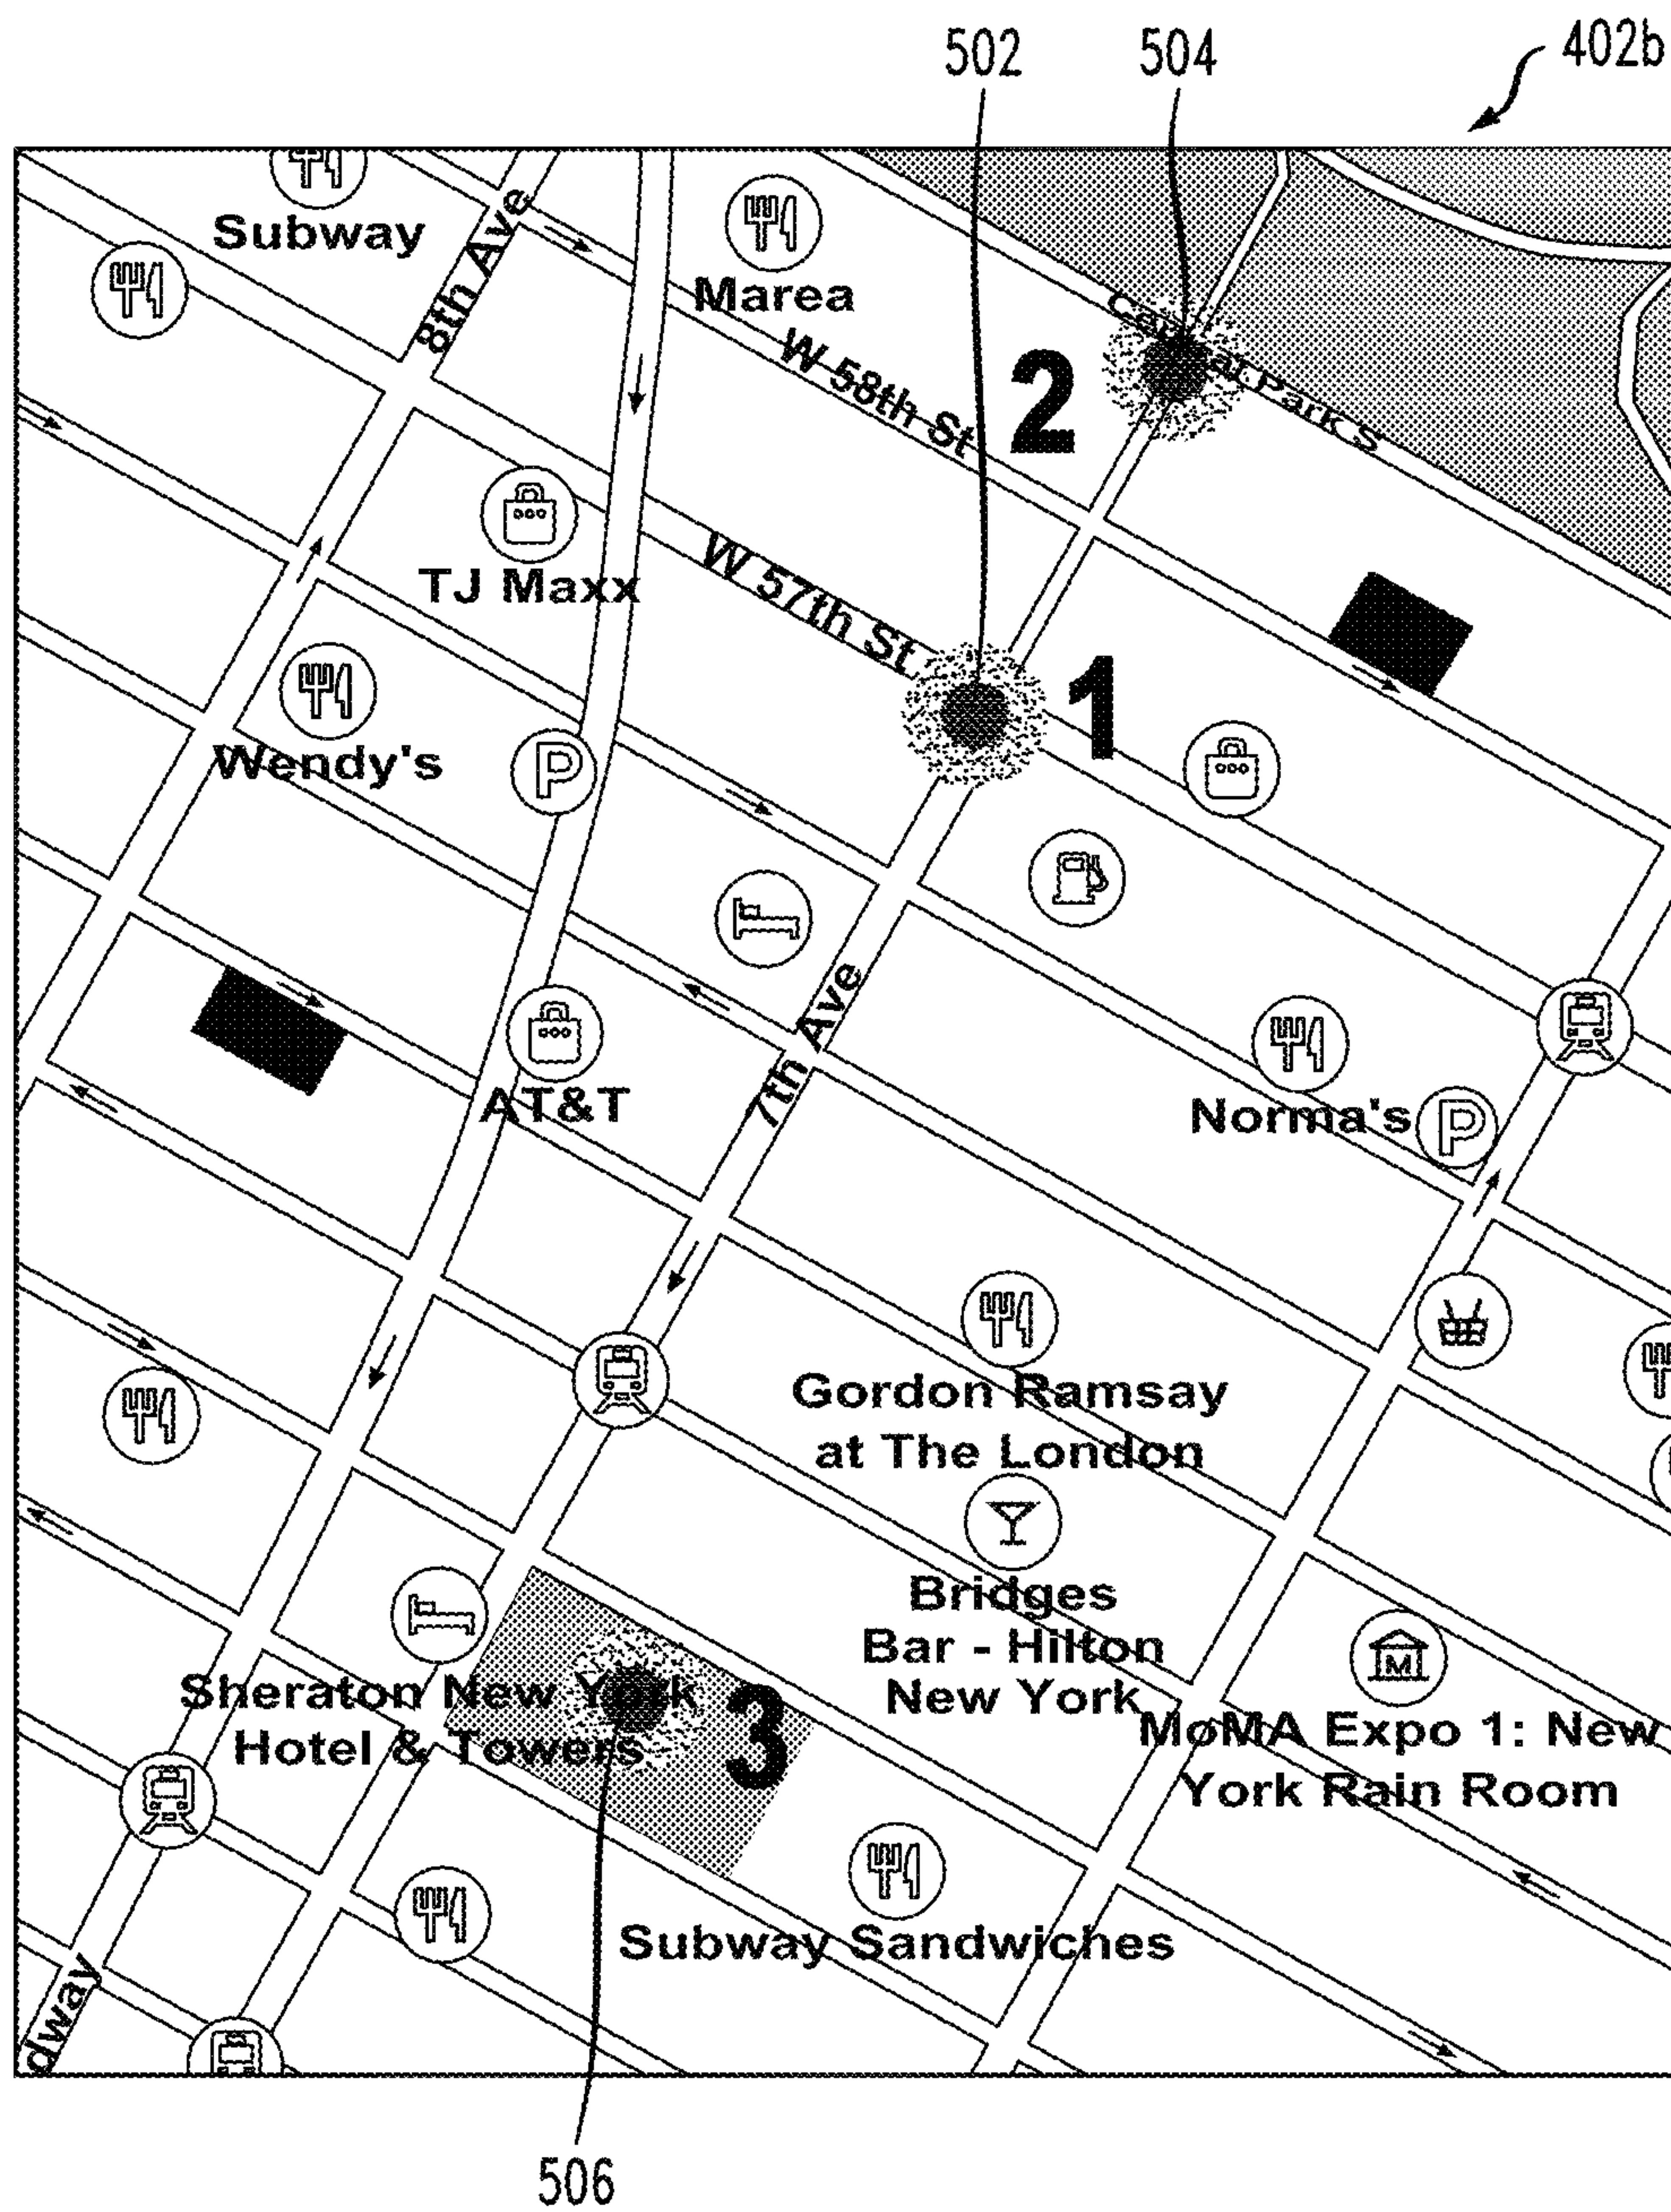 502
504
402b
Subway
8th Ave
Marea
W 58th St
2
Central Park S
TJ Maxx
W 57th St
1
Wendy's
P
7th Ave
AT&T
Norma's
P
Gordon Ramsay
at The London
Bridges
Bar - Hilton
New York
Sheraton New York
Hotel & Towers
3
M
MoMA Expo 1: New
York Rain Room
Subway Sandwiches
dway
506